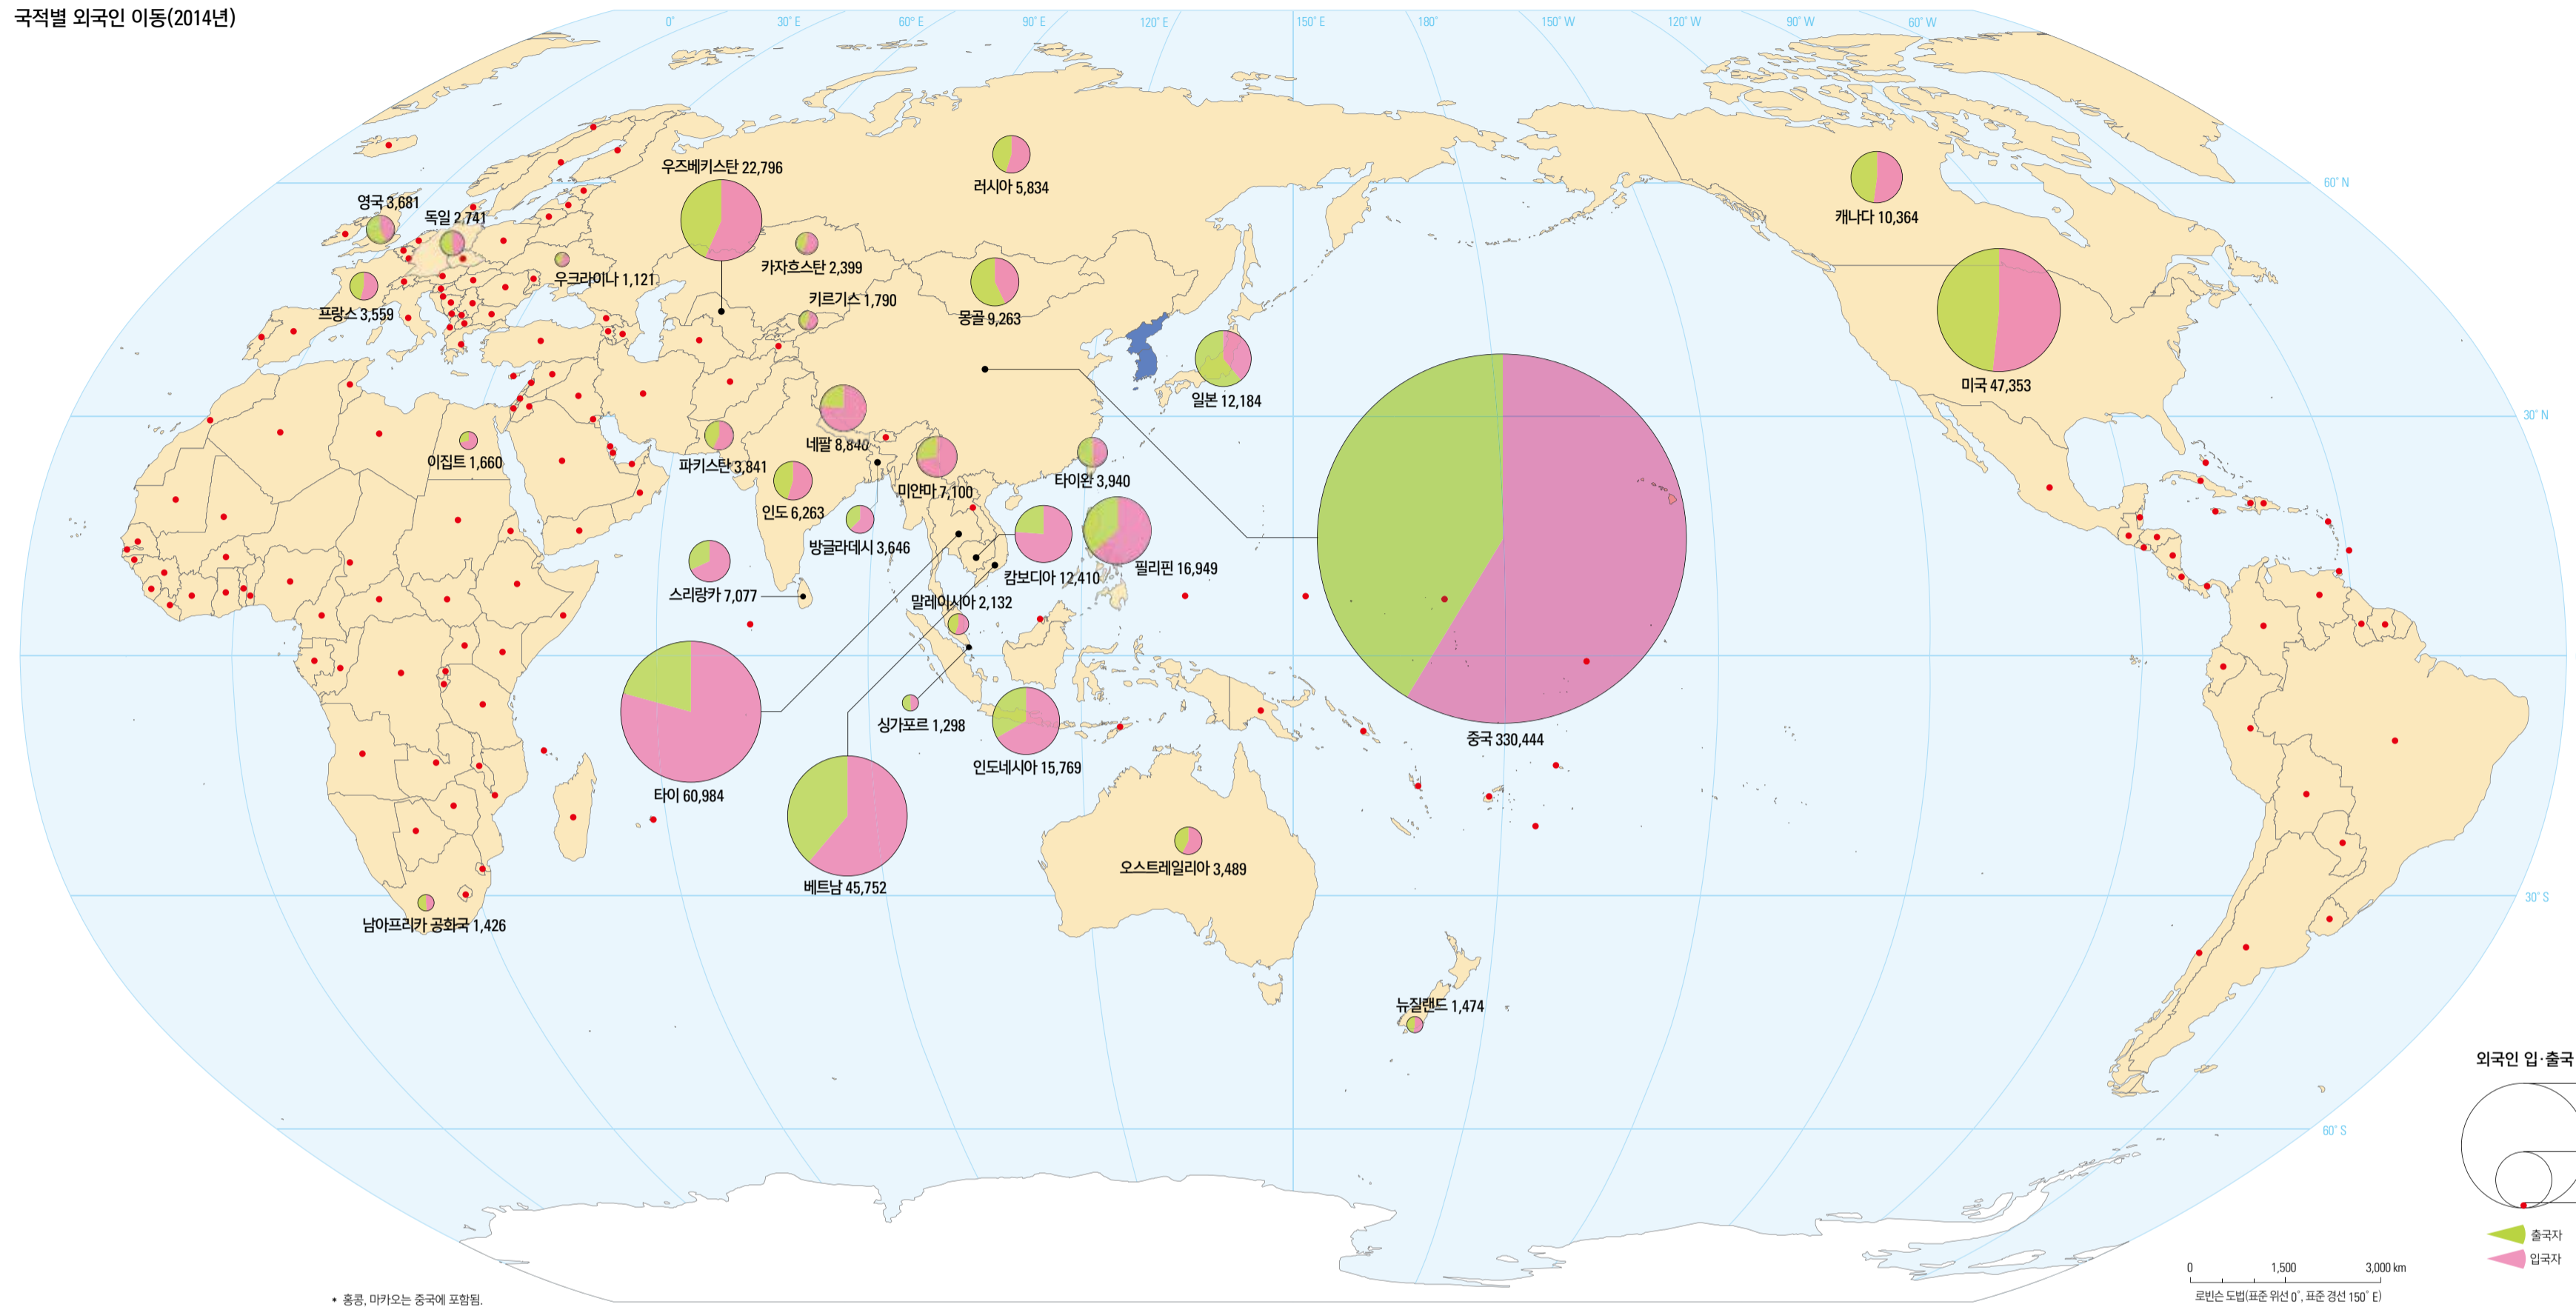 국적별 외국인 이동(2014년)
0° 30° E 60° E 90° E 120° E 150° E 180° 150° W 120° W 90° W 60° W
60° N
30° N
30° S
60° S
우즈베키스탄 22,796
러시아 5,834
캐나다 10,364
영국 3,681
독일 2,741
카자흐스탄 2,399
우크라이나 1,121
키르기스 1,790
프랑스 3,559
몽골 9,263
미국 47,353
일본 12,184
네팔 8,840
이집트 1,660
파키스탄 3,841
미얀마 7,100
타이완 3,940
인도 6,263
방글라데시 3,646
필리핀 16,949
캄보디아 12,410
스리랑카 7,077
말레이시아 2,132
싱가포르 1,298
중국 330,444
인도네시아 15,769
타이 60,984
베트남 45,752
오스트레일리아 3,489
남아프리카 공화국 1,426
뉴질랜드 1,474
외국인 입·출국
출국자
입국자
0 1,500 3,000 km
로빈슨 도법(표준 위선 0°, 표준 경선 150° E)
* 홍콩, 마카오는 중국에 포함됨.